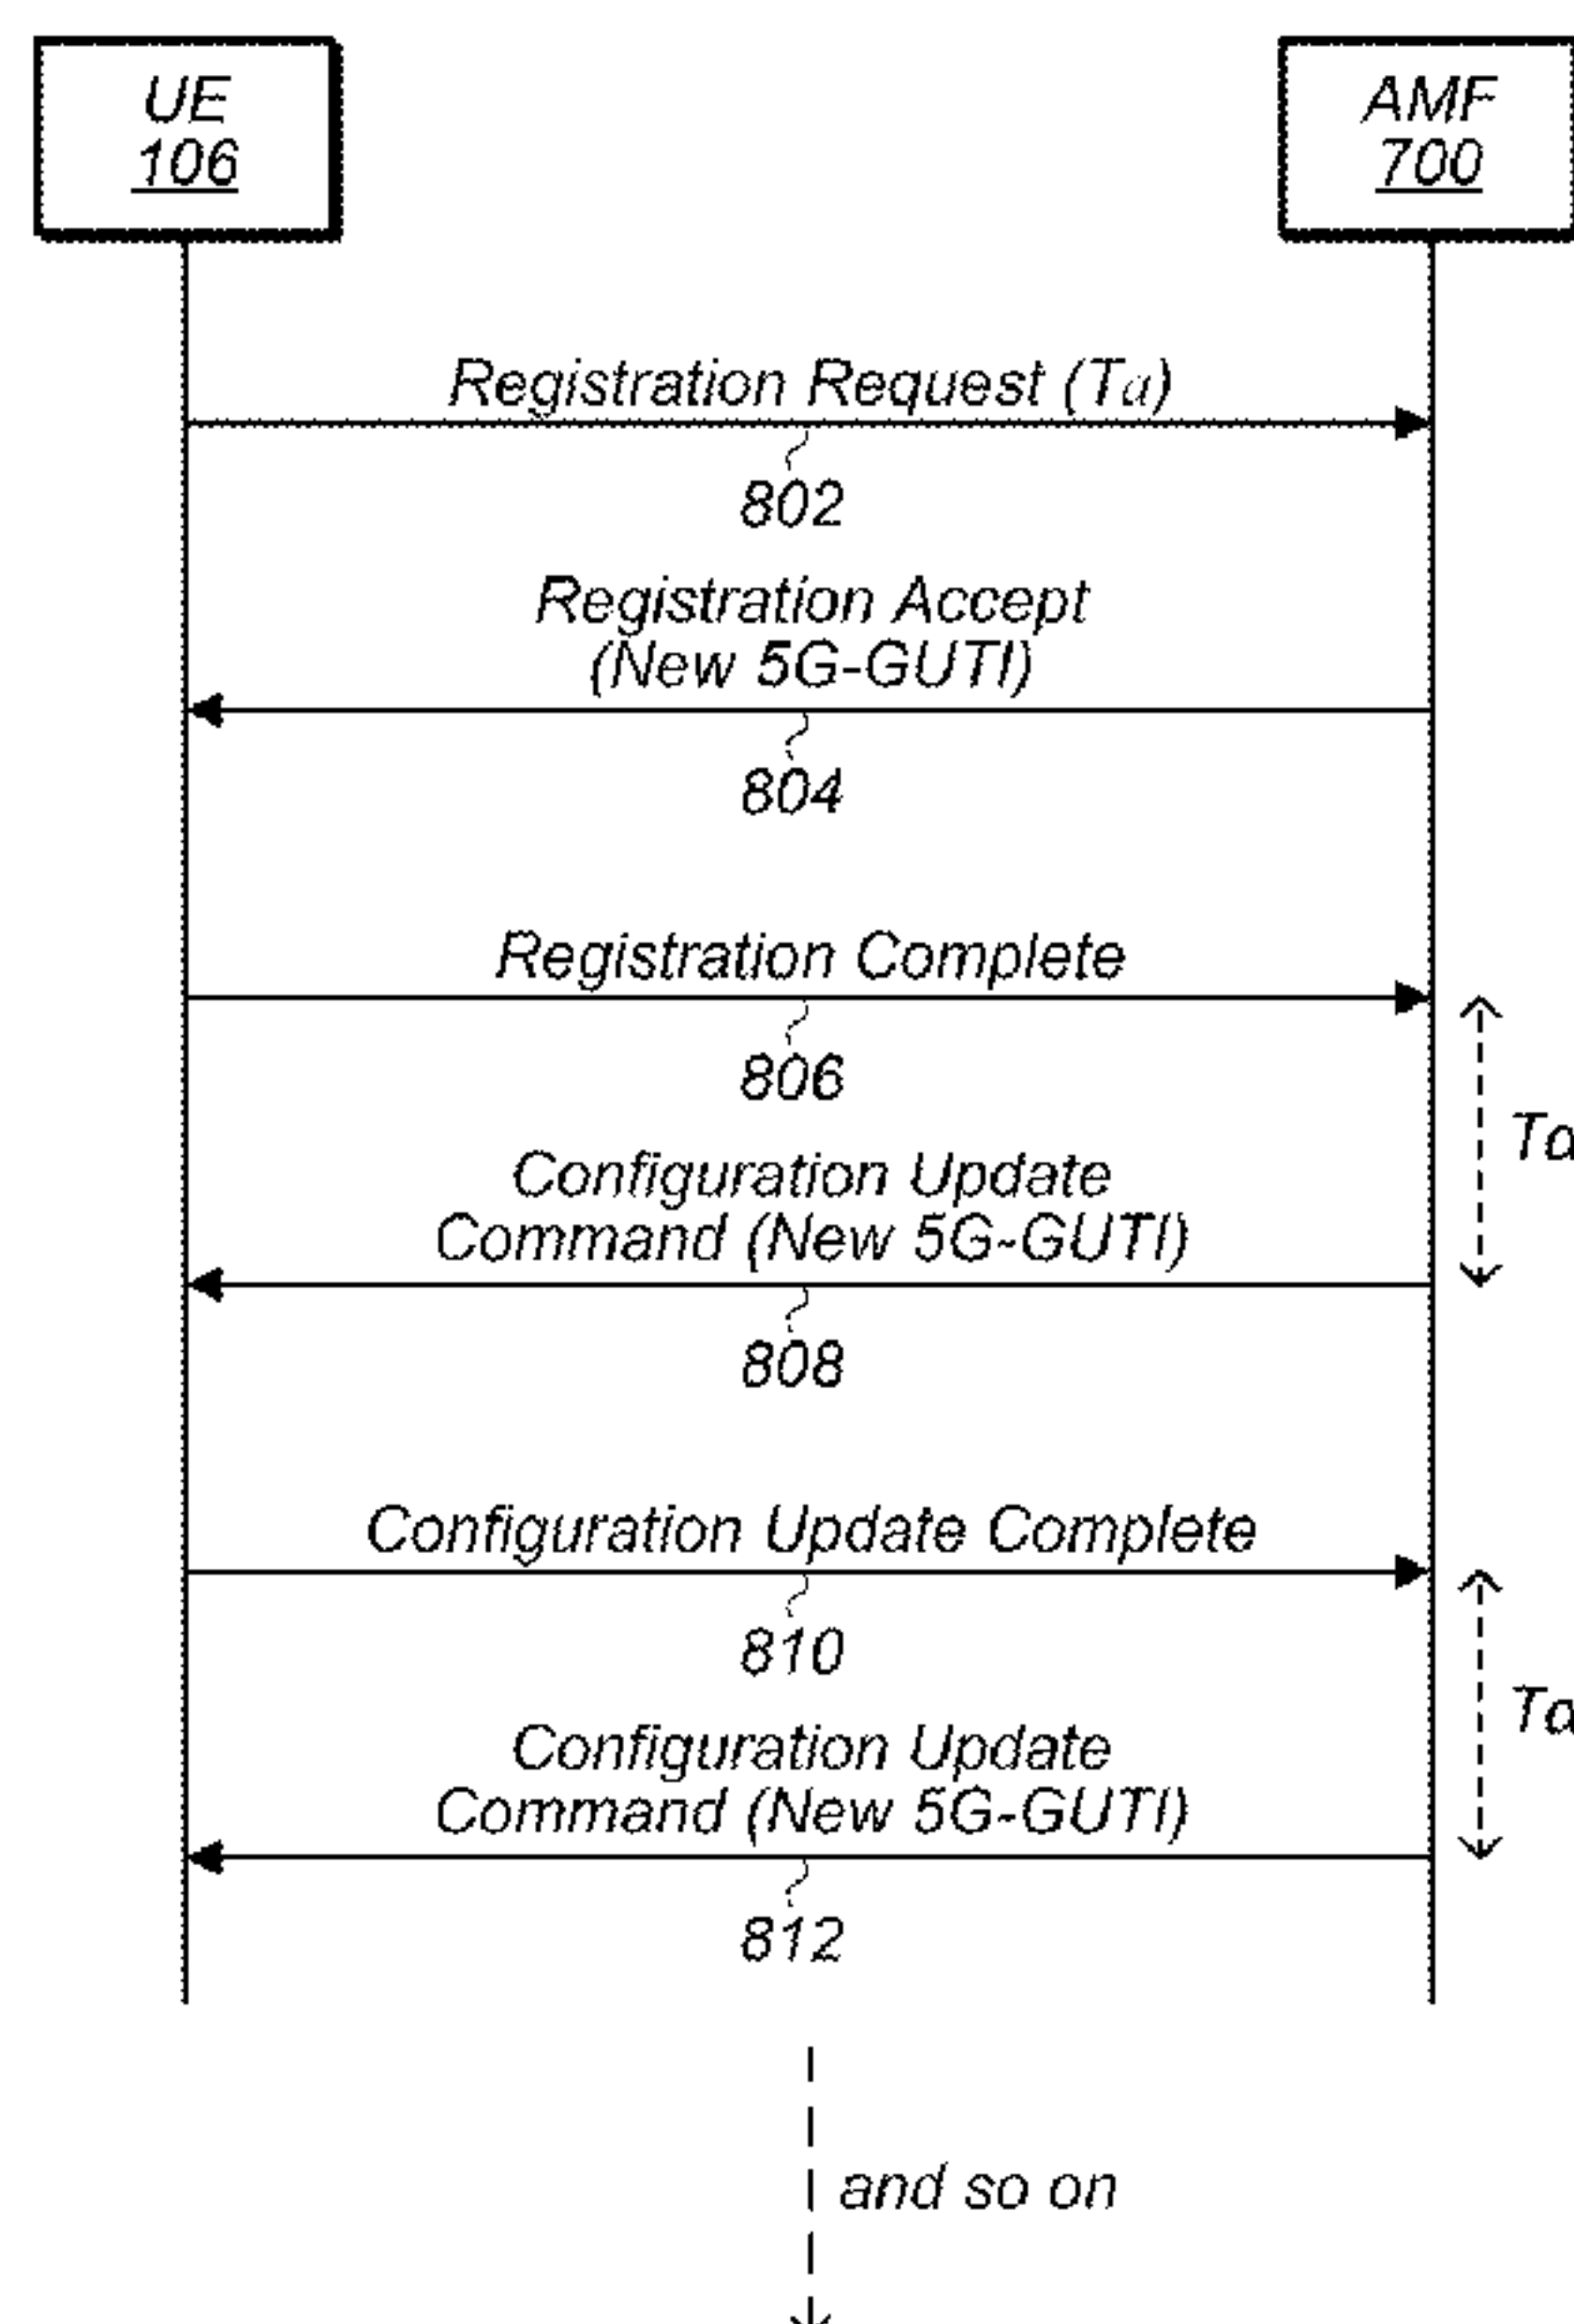 UE
106
AMF
700
Registration Request (Ta)
802
Registration Accept
(New 5G-GUTI)
804
Registration Complete
806
Ta
Configuration Update
Command (New 5G-GUTI)
808
Configuration Update Complete
810
Ta
Configuration Update
Command (New 5G-GUTI)
812
and so on